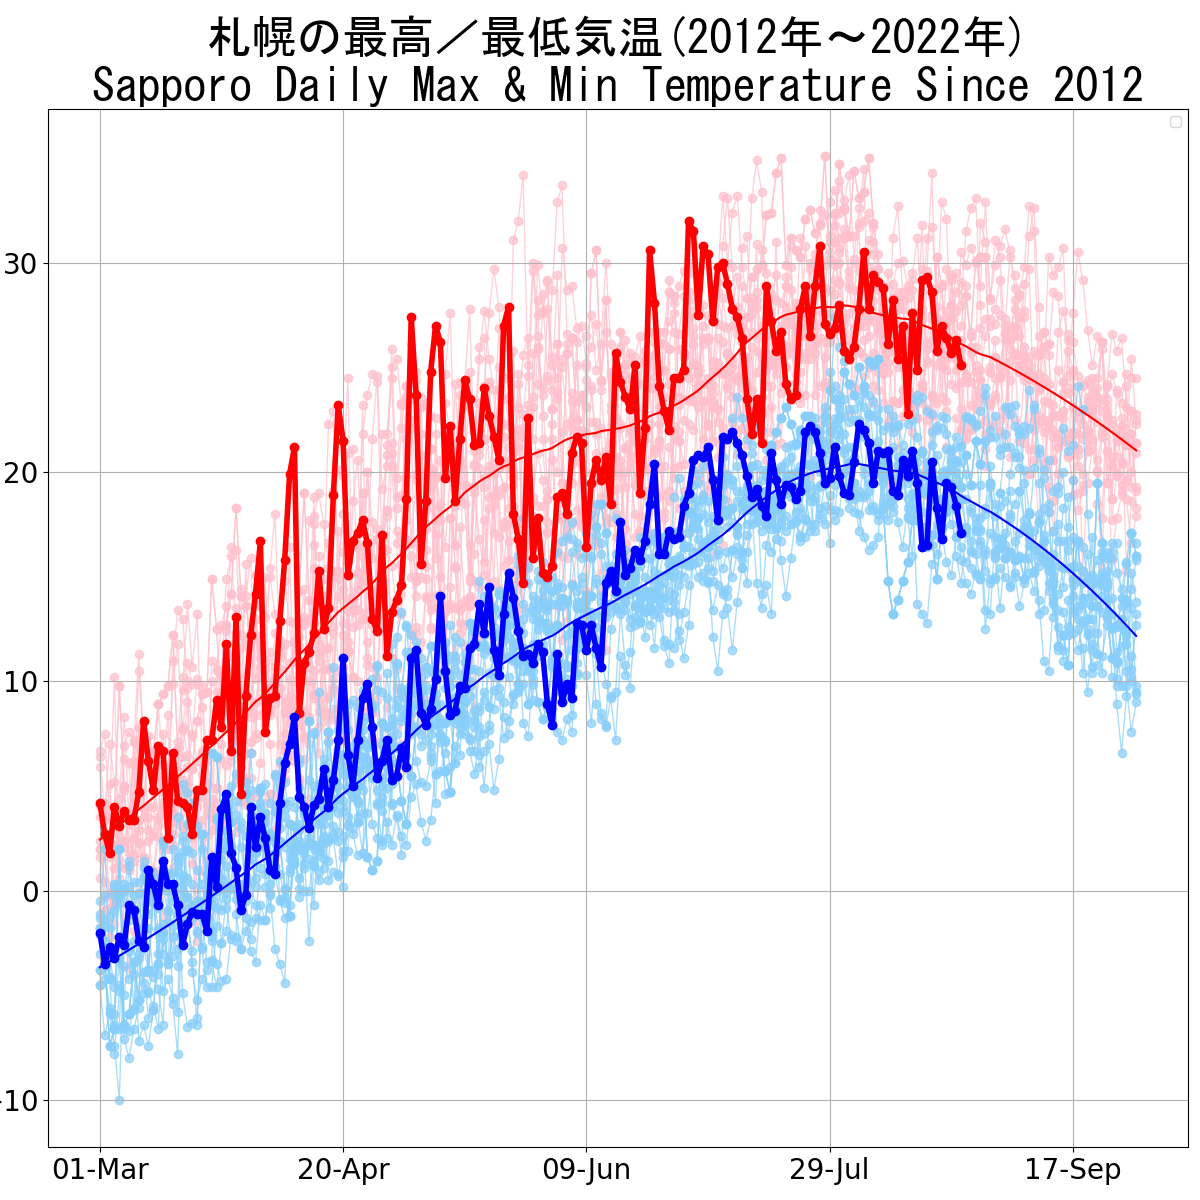 札幌の最高／最低気温(2012年～2022年)
Sapporo Daily Max & Min Temperature Since 2012
30
20
10
0
-10
01-Mar 20-Apr 09-Jun 29-Jul 17-Sep